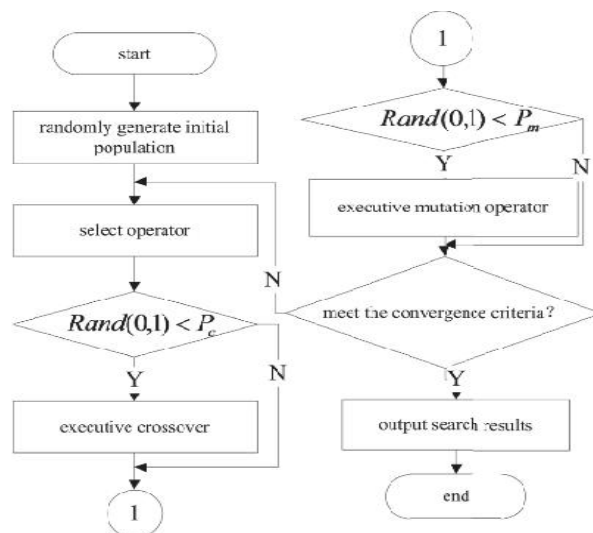 start
randomly generate initial
population
select operator
Rand(0,1) < P_c
Y
N
executive crossover
1
1
Rand(0,1) < P_m
Y
N
executive mutation operator
meet the convergence criteria?
N
Y
output search results
end